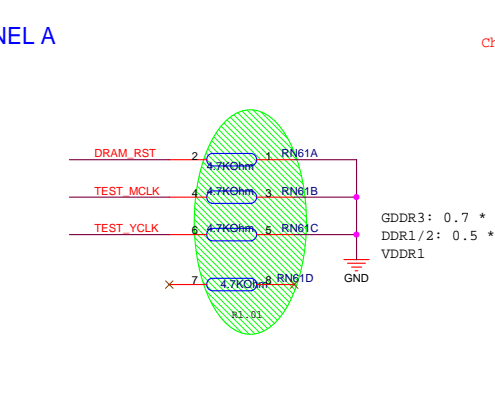 NEL A
Ch
DRAM_RST 2 4.7KOhm 1 RN61A
TEST_MCLK 4 4.7KOhm 3 RN61B
TEST_YCLK 6 4.7KOhm 5 RN61C
GDDR3: 0.7 *
DDR1/2: 0.5 *
VDDR1
7 4.7KOhm 8 RN61D
GND
R1.01